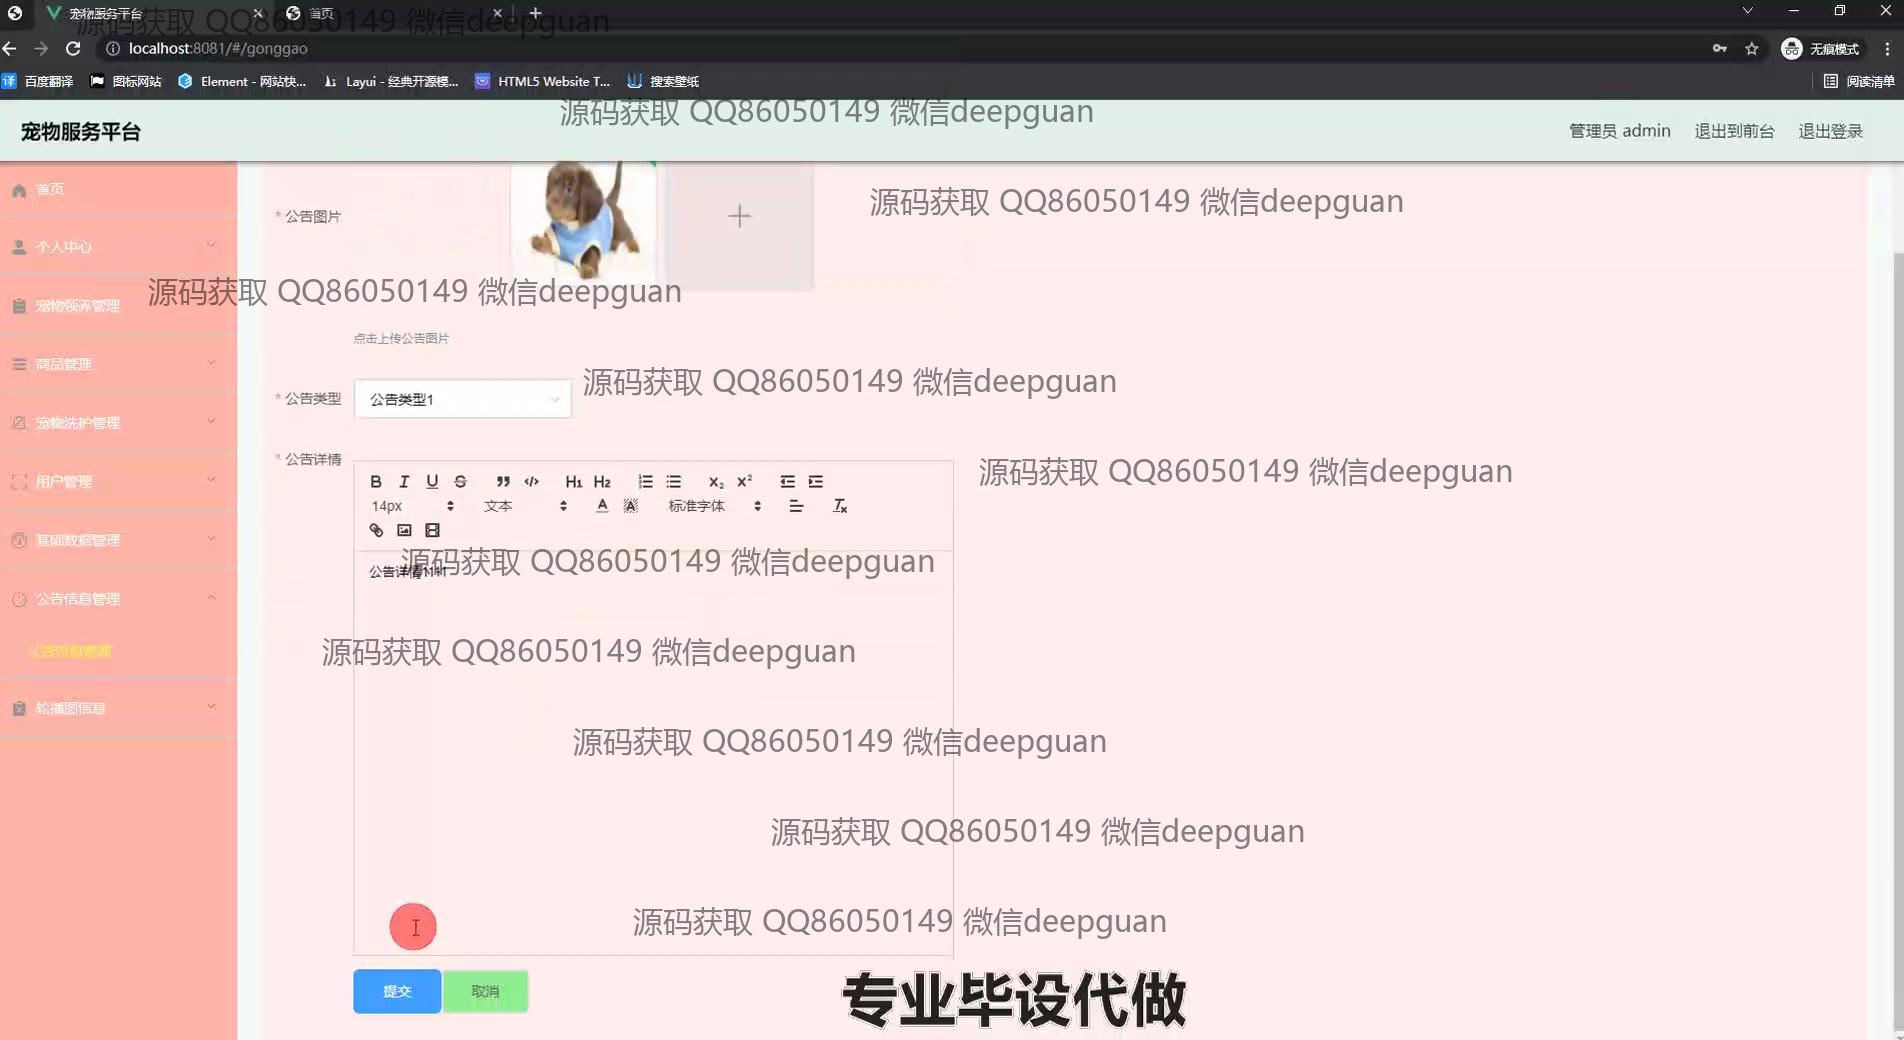 宠物服务平台
首页
源码获取 QQ86050149 微信deepguan
localhost:8081/#/gonggao
无痕模式
百度翻译
图标网站
Element - 网站快...
Layui - 经典开源模...
HTML5 Website T...
搜索壁纸
阅读清单
源码获取 QQ86050149 微信deepguan
宠物服务平台
管理员 admin
退出到前台
退出登录
首页
* 公告图片
源码获取 QQ86050149 微信deepguan
个人中心
宠物领养管理
源码获取 QQ86050149 微信deepguan
点击上传公告图片
商品管理
源码获取 QQ86050149 微信deepguan
* 公告类型
公告类型1
宠物洗护管理
* 公告详情
源码获取 QQ86050149 微信deepguan
用户管理
B I U S H1 H2 X₂ X²
14px
文本
A
标准字体
基础数据管理
源码获取 QQ86050149 微信deepguan
公告详情
公告信息管理
公告信息管理
源码获取 QQ86050149 微信deepguan
轮播图信息
源码获取 QQ86050149 微信deepguan
源码获取 QQ86050149 微信deepguan
源码获取 QQ86050149 微信deepguan
提交
取消
专业毕设代做